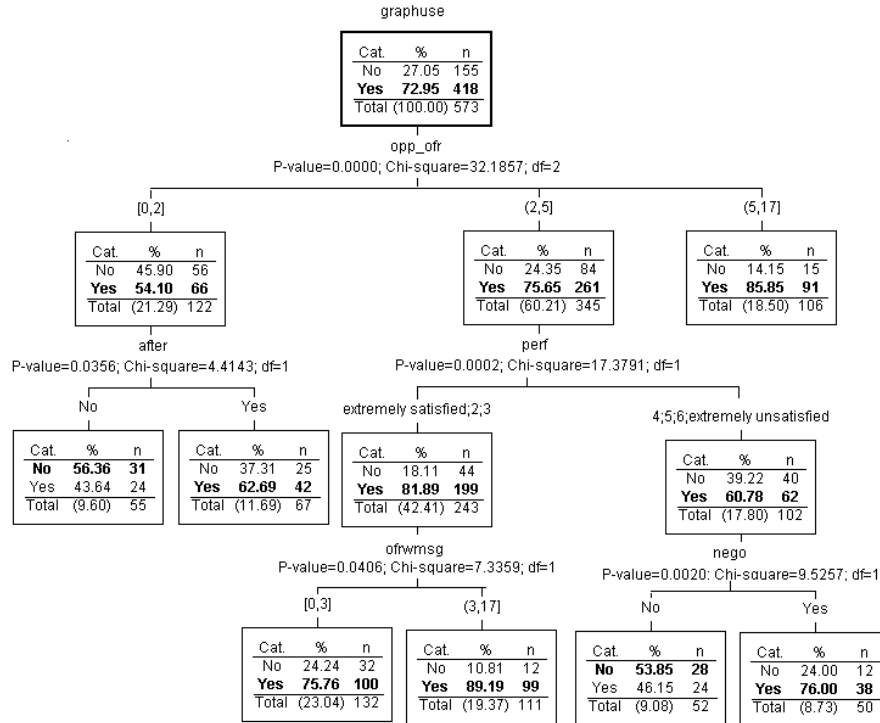 graphuse
Cat. % n
No 27.05 155
Yes 72.95 418
Total (100.00) 573
opp_ofr
P-value=0.0000; Chi-square=32.1857; df=2
[0,2]
(2,5]
(5,17]
Cat. % n
No 45.90 56
Yes 54.10 66
Total (21.29) 122
Cat. % n
No 24.35 84
Yes 75.65 261
Total (60.21) 345
Cat. % n
No 14.15 15
Yes 85.85 91
Total (18.50) 106
after
P-value=0.0356; Chi-square=4.4143; df=1
perf
P-value=0.0002; Chi-square=17.3791; df=1
No
Yes
extremely satisfied;2;3
4;5;6;extremely unsatisfied
Cat. % n
No 56.36 31
Yes 43.64 24
Total (9.60) 55
Cat. % n
No 37.31 25
Yes 62.69 42
Total (11.69) 67
Cat. % n
No 18.11 44
Yes 81.89 199
Total (42.41) 243
Cat. % n
No 39.22 40
Yes 60.78 62
Total (17.80) 102
ofrwmsg
P-value=0.0406; Chi-square=7.3359; df=1
nego
P-value=0.0020; Chi-square=9.5257; df=1
[0,3]
(3,17]
No
Yes
Cat. % n
No 24.24 32
Yes 75.76 100
Total (23.04) 132
Cat. % n
No 10.81 12
Yes 89.19 99
Total (19.37) 111
Cat. % n
No 53.85 28
Yes 46.15 24
Total (9.08) 52
Cat. % n
No 24.00 12
Yes 76.00 38
Total (8.73) 50